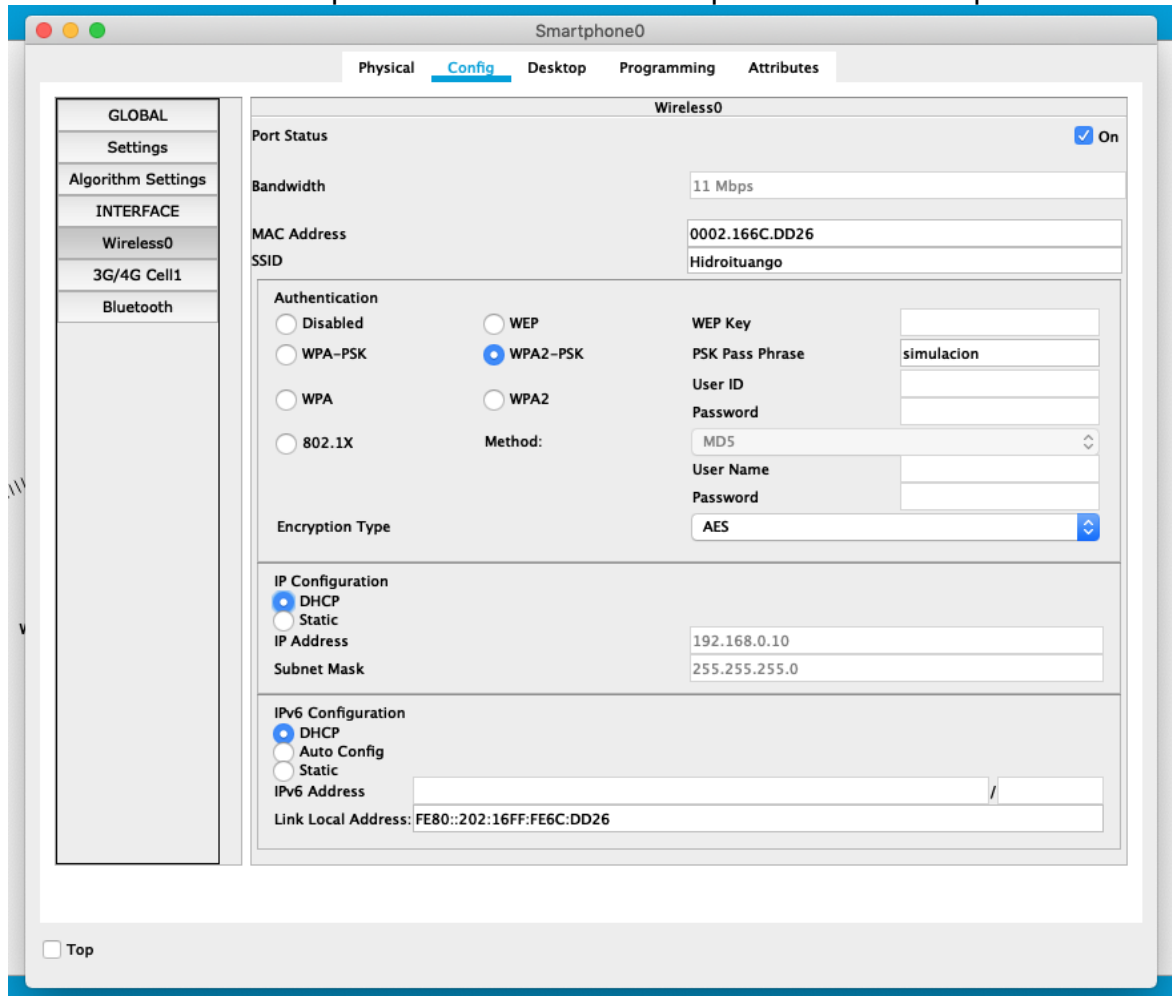 Smartphone0
Physical Config Desktop Programming Attributes
GLOBAL
Settings
Algorithm Settings
INTERFACE
Wireless0
3G/4G Cell1
Bluetooth
Wireless0
Port Status On
Bandwidth 11 Mbps
MAC Address 0002.166C.DD26
SSID Hidroituango
Authentication
Disabled WEP WEP Key
WPA-PSK WPA2-PSK PSK Pass Phrase simulacion
User ID
WPA WPA2
Password
802.1X Method: MD5
User Name
Password
Encryption Type AES
IP Configuration
DHCP
Static
IP Address 192.168.0.10
Subnet Mask 255.255.255.0
IPv6 Configuration
DHCP
Auto Config
Static
IPv6 Address /
Link Local Address: FE80::202:16FF:FE6C:DD26
Top